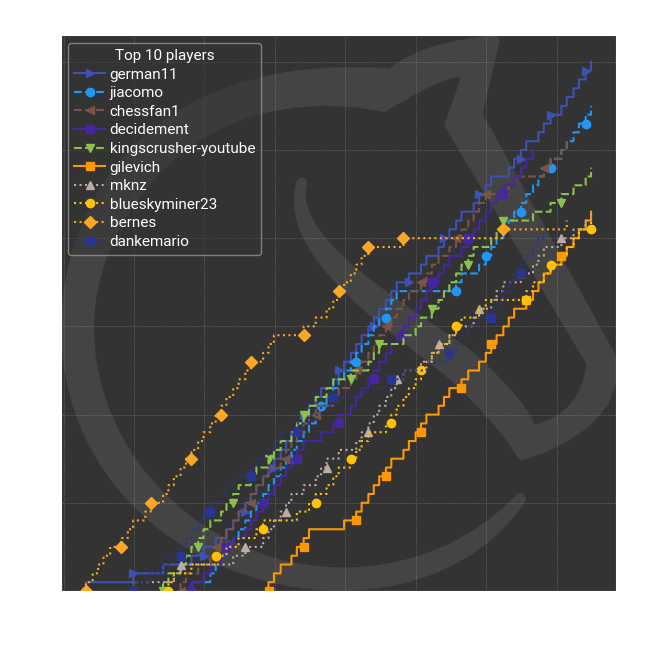 Top 10 players
german11
jiacomo
chessfan1
decidement
kingscrusher-youtube
gilevich
mknz
blueskyminer23
bernes
dankemario